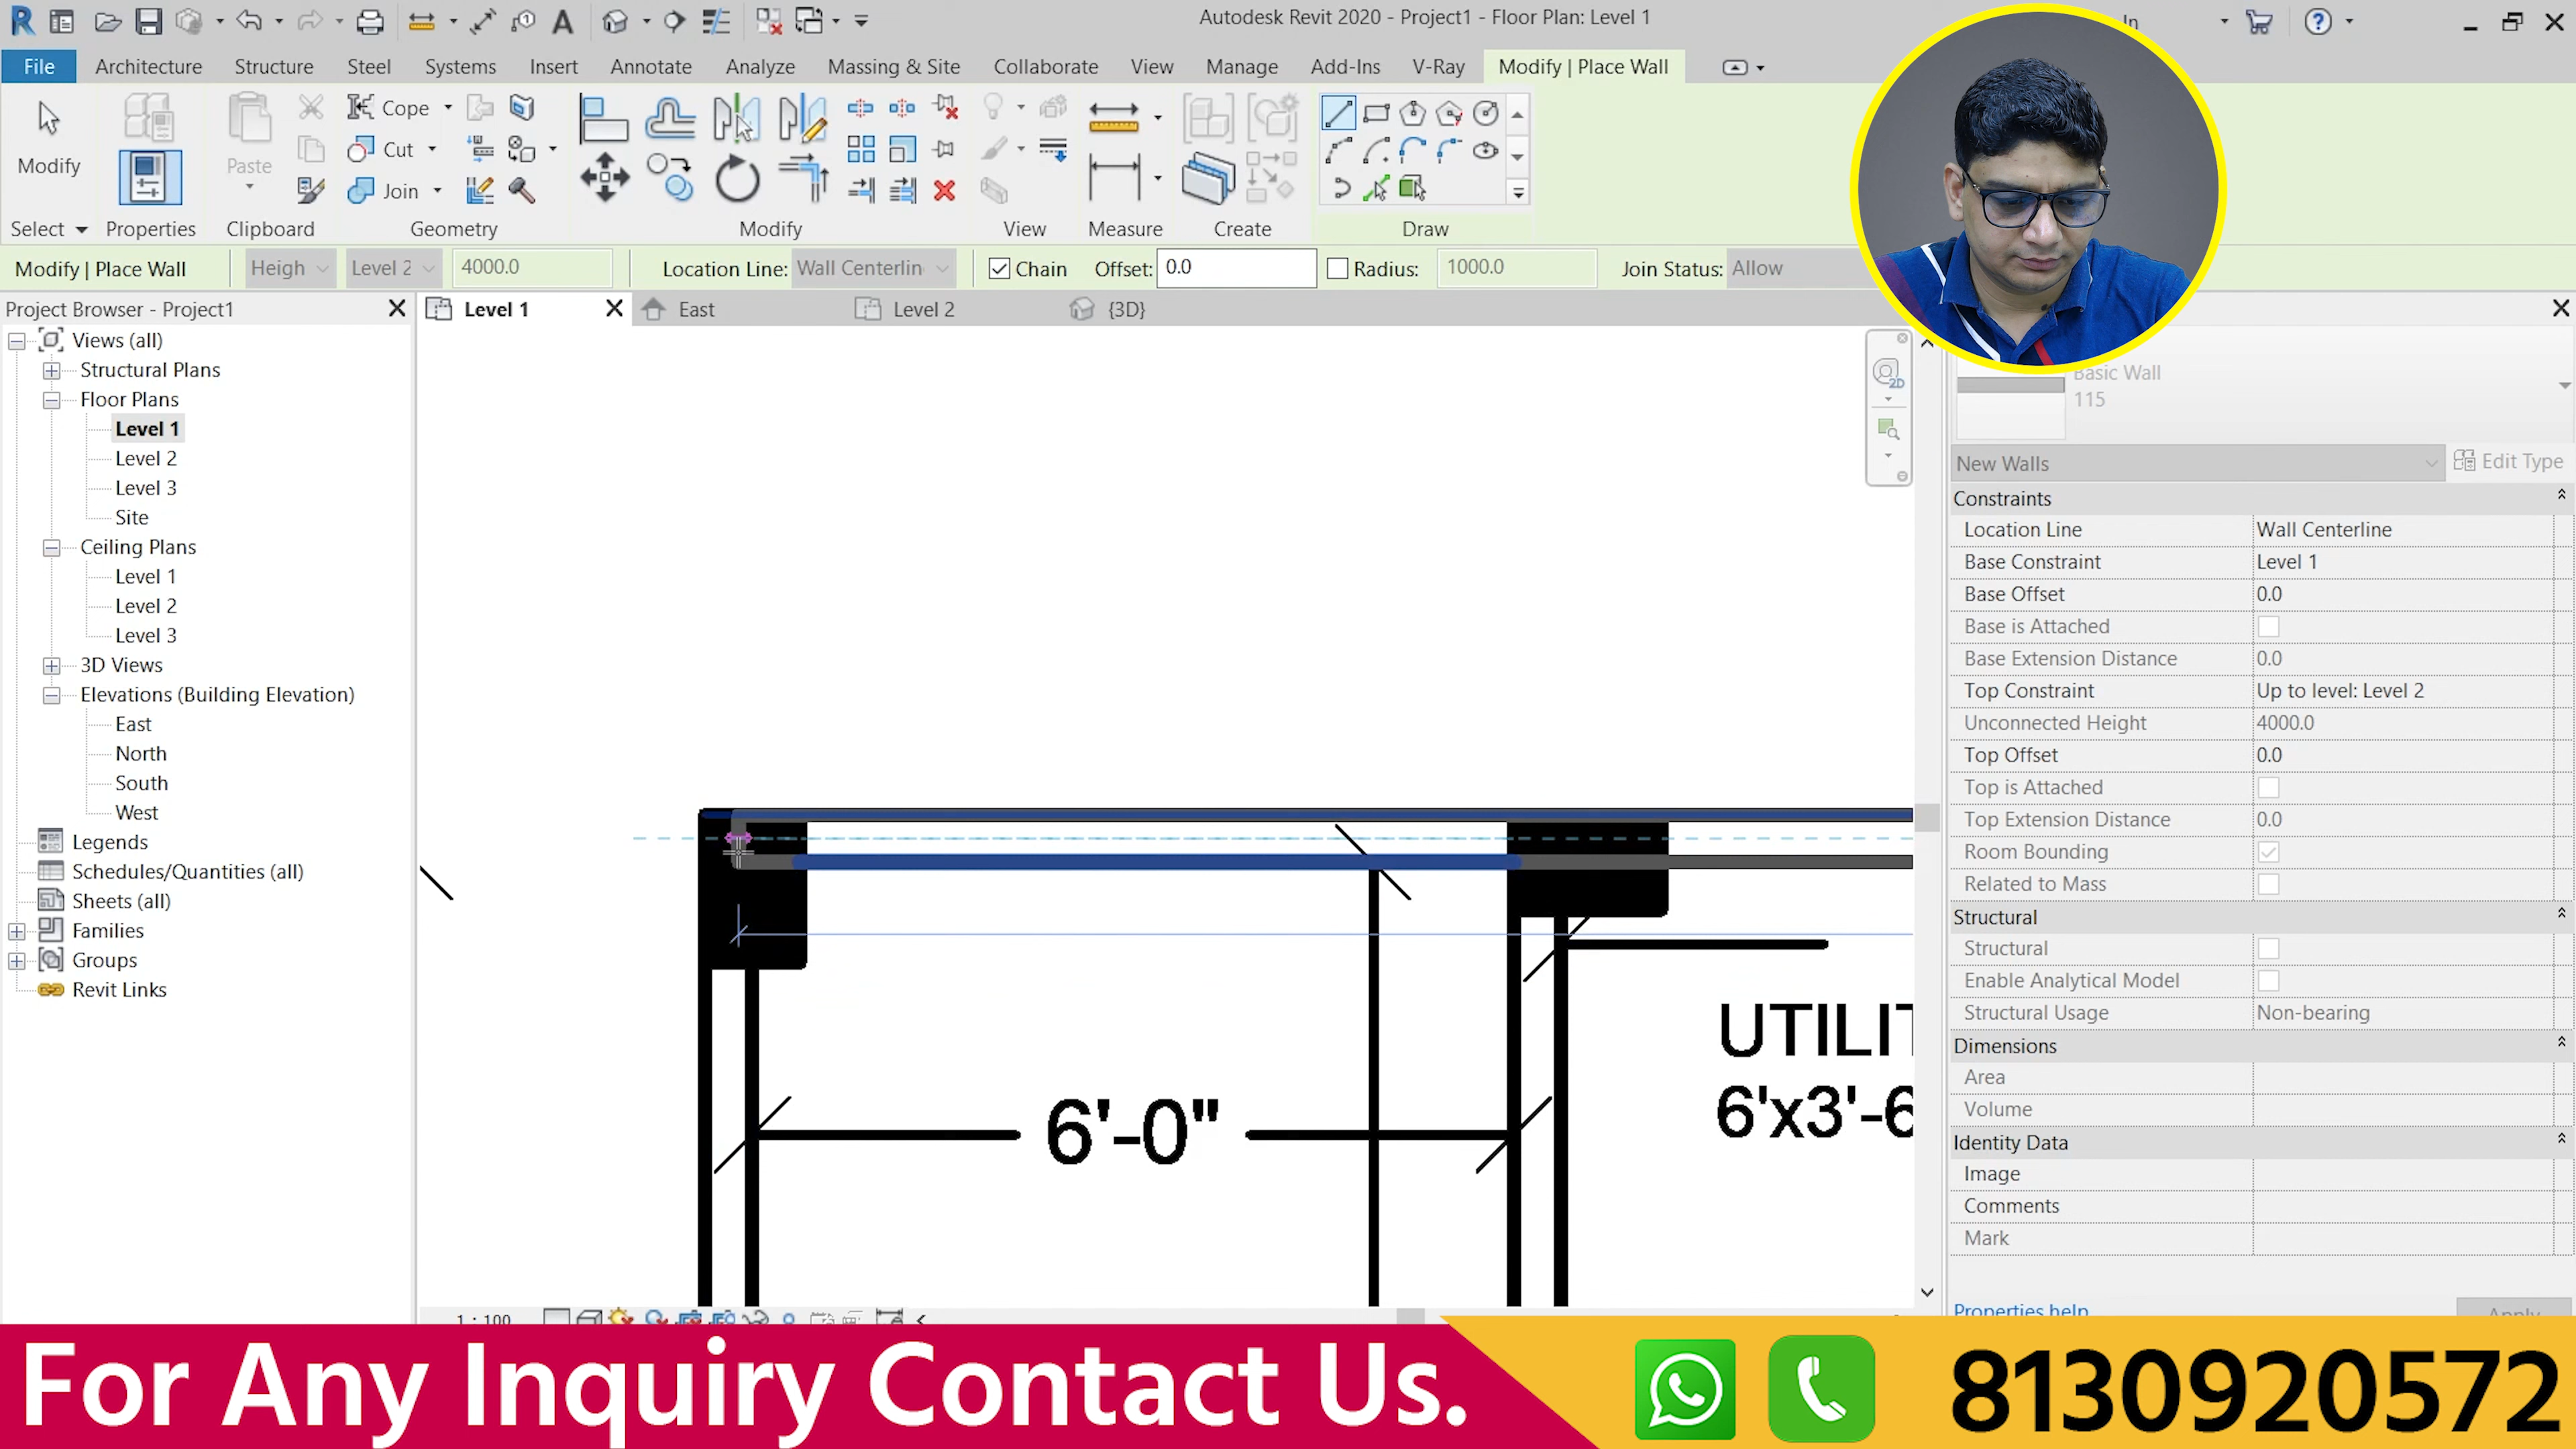 Autodesk Revit 2020 - Project1 - Floor Plan: Level 1
In
File Architecture Structure Steel Systems Insert Annotate Analyze Massing & Site Collaborate View Manage Add-Ins V-Ray Modify | Place Wall
Modify
Paste
Cope
Cut
Join
Select Properties Clipboard Geometry Modify View Measure Create Draw
Modify | Place Wall Heigh Level 2 4000.0 Location Line: Wall Centerlin Chain Offset: 0.0 Radius: 1000.0 Join Status: Allow
Project Browser - Project1
Level 1 East Level 2 {3D}
Views (all)
Structural Plans
Floor Plans
Level 1
Level 2
Level 3
Site
Ceiling Plans
Level 1
Level 2
Level 3
3D Views
Elevations (Building Elevation)
East
North
South
West
Legends
Schedules/Quantities (all)
Sheets (all)
Families
Groups
Revit Links
2D
6'-0"
UTILIT
6'x3'-6
1 : 100
Basic Wall
115
New Walls Edit Type
Constraints
Location Line Wall Centerline
Base Constraint Level 1
Base Offset 0.0
Base is Attached
Base Extension Distance 0.0
Top Constraint Up to level: Level 2
Unconnected Height 4000.0
Top Offset 0.0
Top is Attached
Top Extension Distance 0.0
Room Bounding
Related to Mass
Structural
Structural
Enable Analytical Model
Structural Usage Non-bearing
Dimensions
Area
Volume
Identity Data
Image
Comments
Mark
Properties help Apply
For Any Inquiry Contact Us. 8130920572